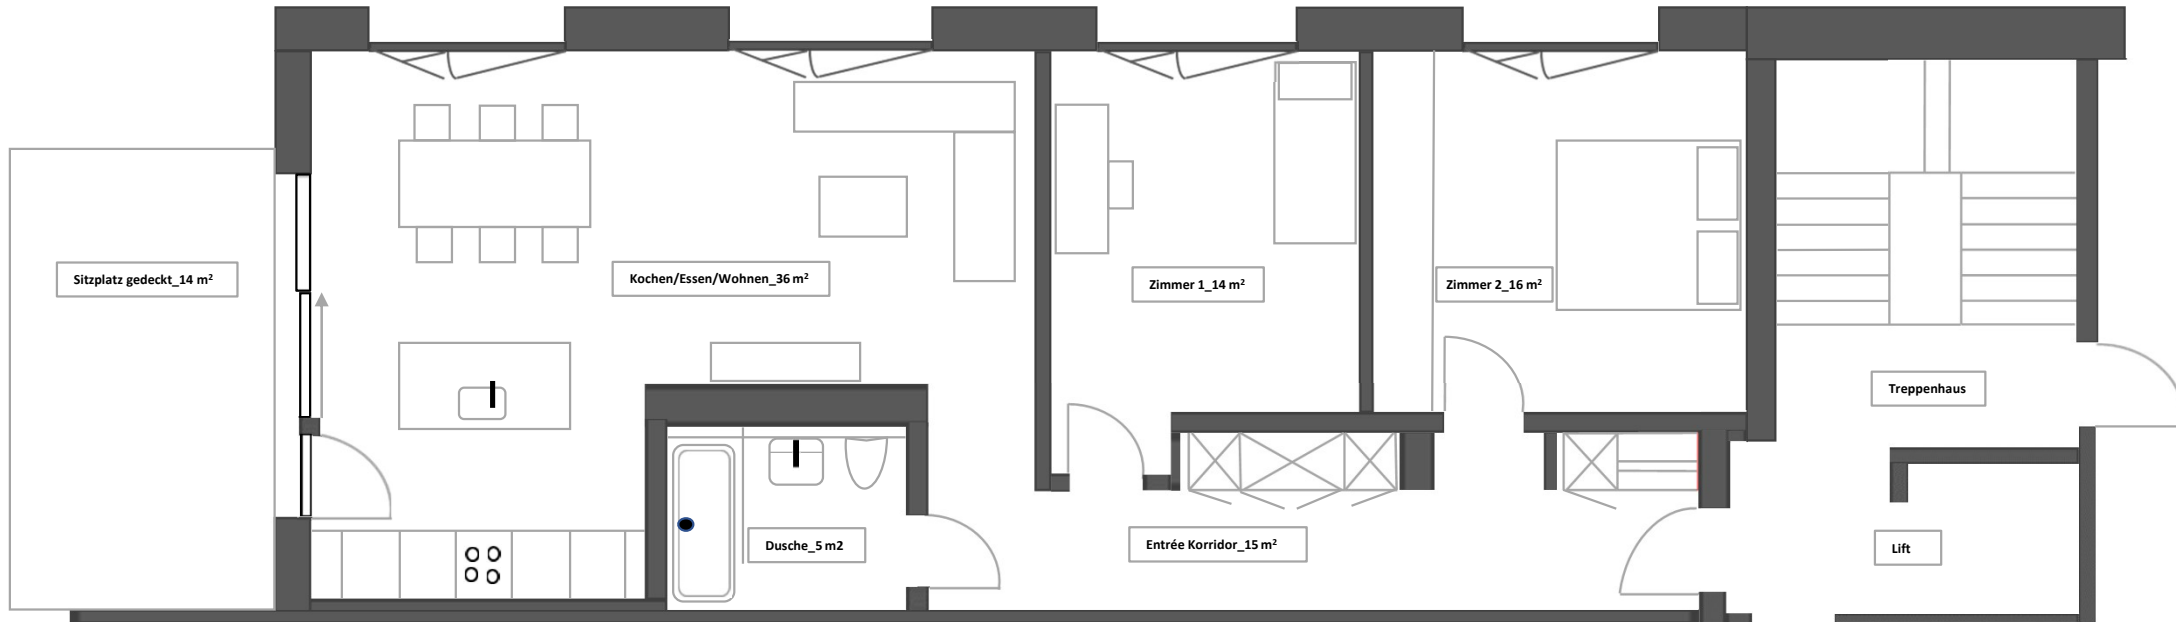 Sitzplatz gedeckt_14 m²
Kochen/Essen/Wohnen_36 m²
Zimmer 1_14 m²
Zimmer 2_16 m²
Treppenhaus
Dusche_5 m2
Entrée Korridor_15 m²
Lift